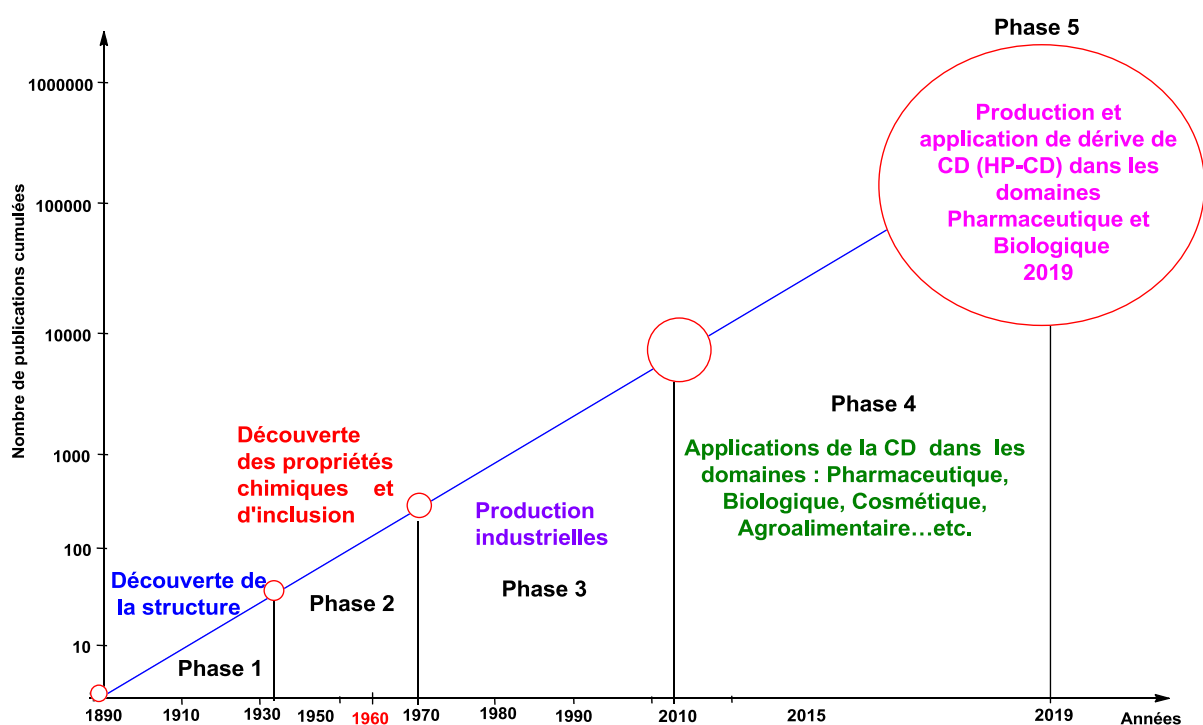 Phase 5
1000000
Production et
application de dérive de
CD (HP-CD) dans les
domaines
Pharmaceutique et
Biologique
2019
100000
Nombre de publications cumulées
10000
Phase 4
Découverte
des propriétés
chimiques et
d'inclusion
1000
Applications de la CD dans les
domaines : Pharmaceutique,
Biologique, Cosmétique,
Agroalimentaire...etc.
Production
industrielles
100
Découverte de
la structure
Phase 2
Phase 3
10
Phase 1
1890 1910 1930 1950 1960 1970 1980 1990 2010 2015 2019 Années